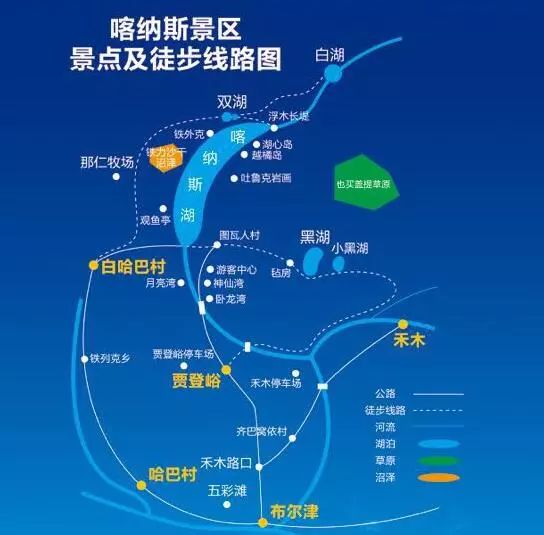 喀纳斯景区
景点及徒步线路图
白湖
双湖
浮木长堤
铁外克
喀纳斯湖
湖心岛
越橘岛
铁力沙干
沼泽
那仁牧场
吐鲁克岩画
也买盖提草原
观鱼亭
图瓦人村
黑湖
小黑湖
白哈巴村
游客中心
毡房
月亮湾
神仙湾
卧龙湾
禾木
铁列克乡
贾登峪停车场
贾登峪
禾木停车场
公路
徒步线路
河流
湖泊
草原
沼泽
齐巴窝依村
禾木路口
哈巴村
五彩滩
布尔津